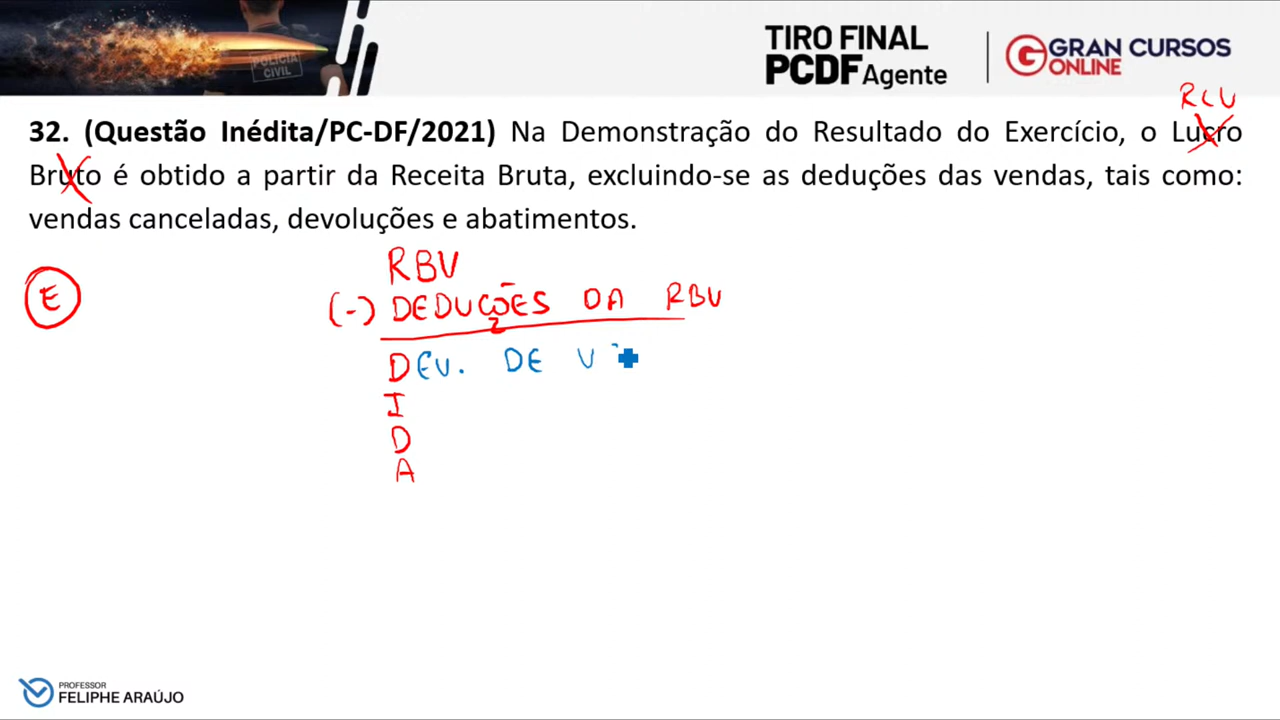 POLICIA
CIVIL
TIRO FINAL
PCDF Agente
GRAN CURSOS
ONLINE
RLV
32. (Questão Inédita/PC-DF/2021) Na Demonstração do Resultado do Exercício, o Lucro
Bruto é obtido a partir da Receita Bruta, excluindo-se as deduções das vendas, tais como:
vendas canceladas, devoluções e abatimentos.
RBV
E
(-) DEDUÇÕES DA RBV
DEV. DE V
I
D
A
PROFESSOR
FELIPHE ARAÚJO